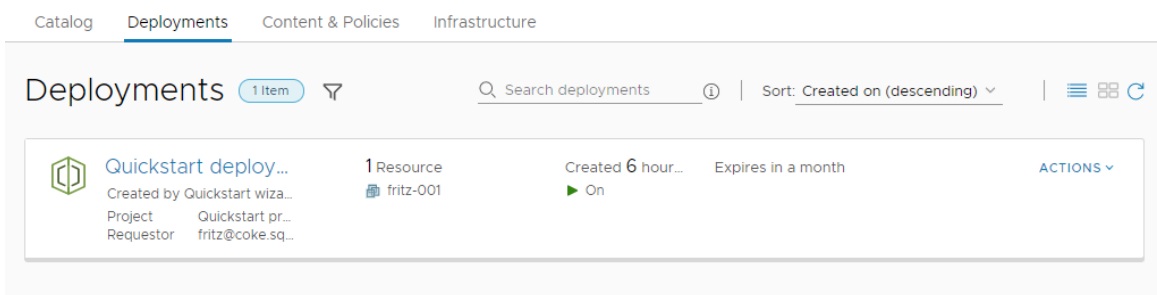 Catalog Deployments Content & Policies Infrastructure
Deployments 1 Item Search deployments Sort: Created on (descending)
Quickstart deploy... 1 Resource Created 6 hour... Expires in a month ACTIONS
Created by Quickstart wiza... fritz-001 On
Project Quickstart pr...
Requestor fritz@coke.sq...